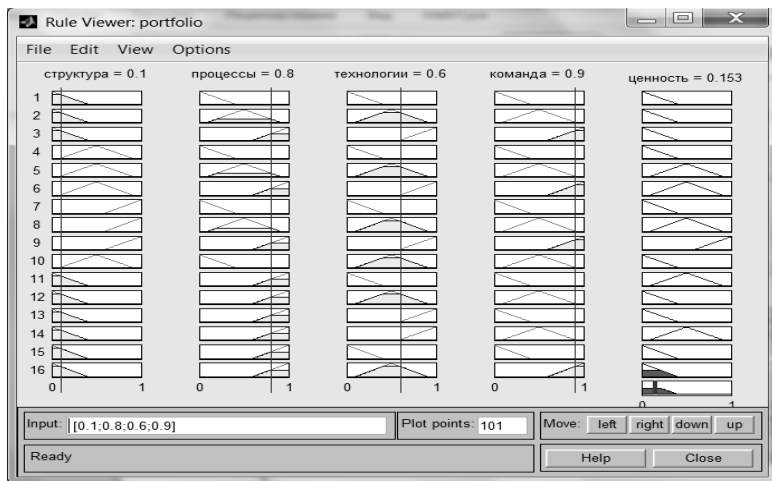 Rule Viewer: portfolio
File Edit View Options
структура = 0.1 процессы = 0.8 технологии = 0.6 команда = 0.9 ценность = 0.153
1
2
3
4
5
6
7
8
9
10
11
12
13
14
15
16
0 1 0 1 0 1 0 1
0 1
Input: [0.1;0.8;0.6;0.9] Plot points: 101 Move: left right down up
Ready Help Close